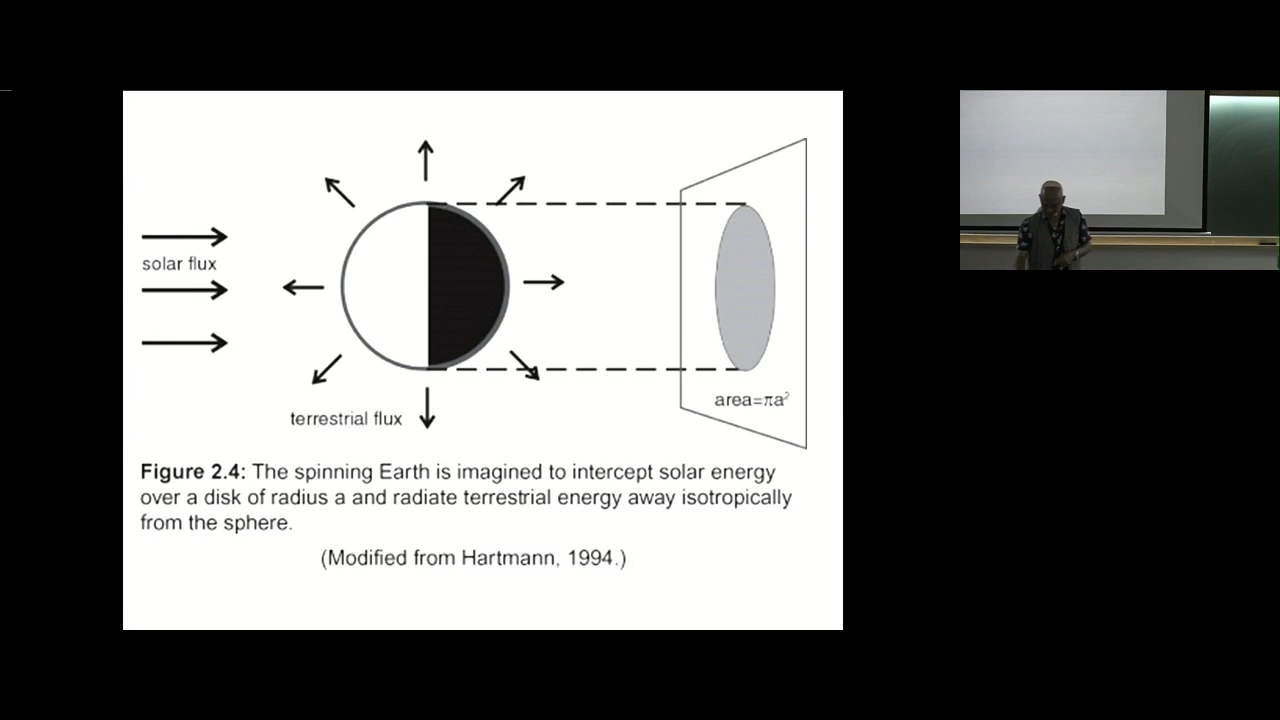 solar flux
terrestrial flux
area=πa²
Figure 2.4: The spinning Earth is imagined to intercept solar energy
over a disk of radius a and radiate terrestrial energy away isotropically
from the sphere.
(Modified from Hartmann, 1994.)